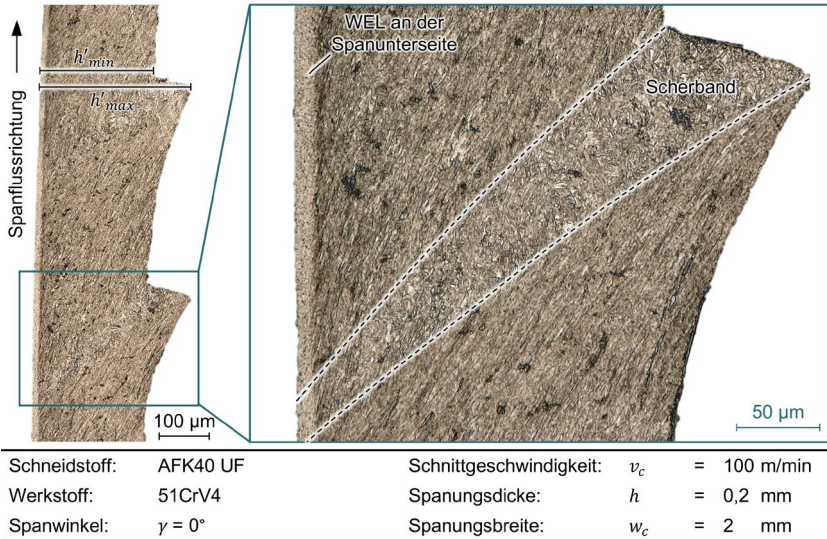 Spanflussrichtung
h'min
h'max
100 µm
WEL an der
Spanunterseite
Scherband
50 µm
Schneidstoff: AFK40 UF Schnittgeschwindigkeit: vc = 100 m/min
Werkstoff: 51CrV4 Spanungsdicke: h = 0,2 mm
Spanwinkel: γ = 0° Spanungsbreite: wc = 2 mm